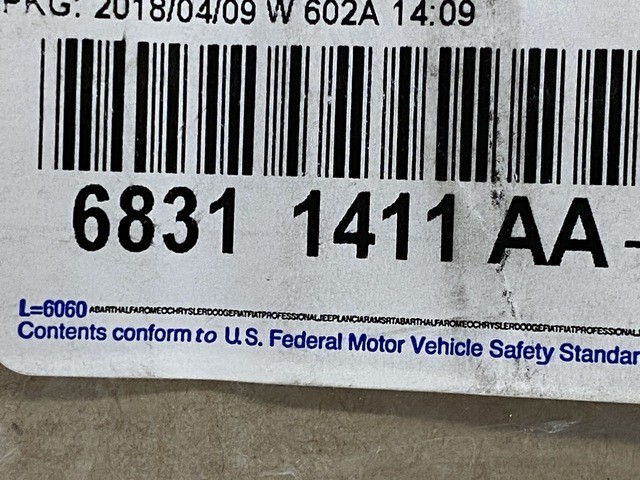 PKG: 2018/04/09 W 602A 14:09
6831 1411 AA -
L=6060 ABARTHALFAROMEOCHRYSLERDODGEFIATFIATPROFESSIONALJEEPLANCIARAMSRTABARTHALFAROMEOCHRYSLERDODGEFIATFIATPROFESSIONALJ
Contents conform to U.S. Federal Motor Vehicle Safety Standar